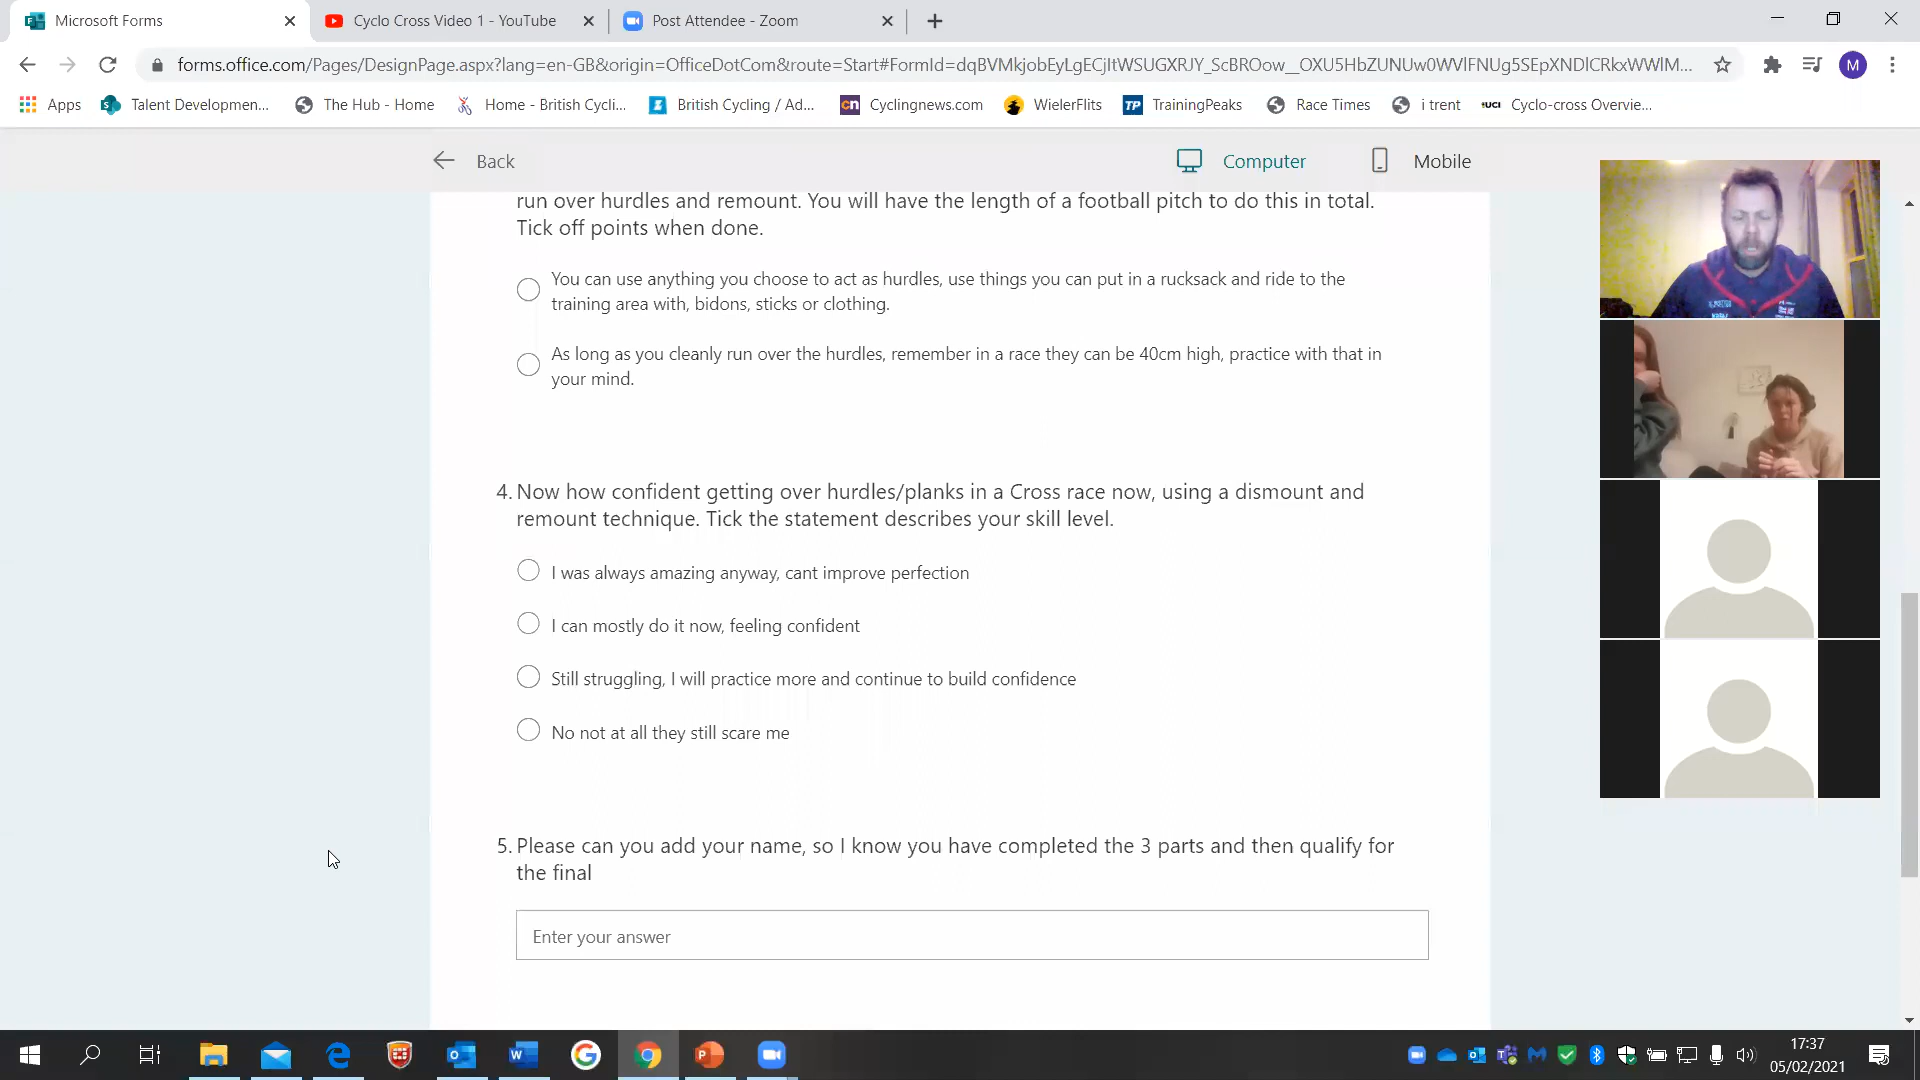 Microsoft Forms
Cyclo Cross Video 1 - YouTube
Post Attendee - Zoom
forms.office.com/Pages/DesignPage.aspx?lang=en-GB&origin=OfficeDotCom&route=Start#FormId=dqBVMkjobEyLgECjItWSUGXRJY_ScBROow__OXU5HbZUNUw0WVlFNUg5SEpXNDlCRkxWWlM...
M
Apps
Talent Developmen...
The Hub - Home
Home - British Cycli...
British Cycling / Ad...
cn Cyclingnews.com
WielerFlits
TP TrainingPeaks
Race Times
i trent
UCI Cyclo-cross Overvie...
Back
Computer
Mobile
run over hurdles and remount. You will have the length of a football pitch to do this in total.
Tick off points when done.
You can use anything you choose to act as hurdles, use things you can put in a rucksack and ride to the
training area with, bidons, sticks or clothing.
As long as you cleanly run over the hurdles, remember in a race they can be 40cm high, practice with that in
your mind.
4. Now how confident getting over hurdles/planks in a Cross race now, using a dismount and
remount technique. Tick the statement describes your skill level.
I was always amazing anyway, cant improve perfection
I can mostly do it now, feeling confident
Still struggling, I will practice more and continue to build confidence
No not at all they still scare me
5. Please can you add your name, so I know you have completed the 3 parts and then qualify for
the final
Enter your answer
17:37
05/02/2021